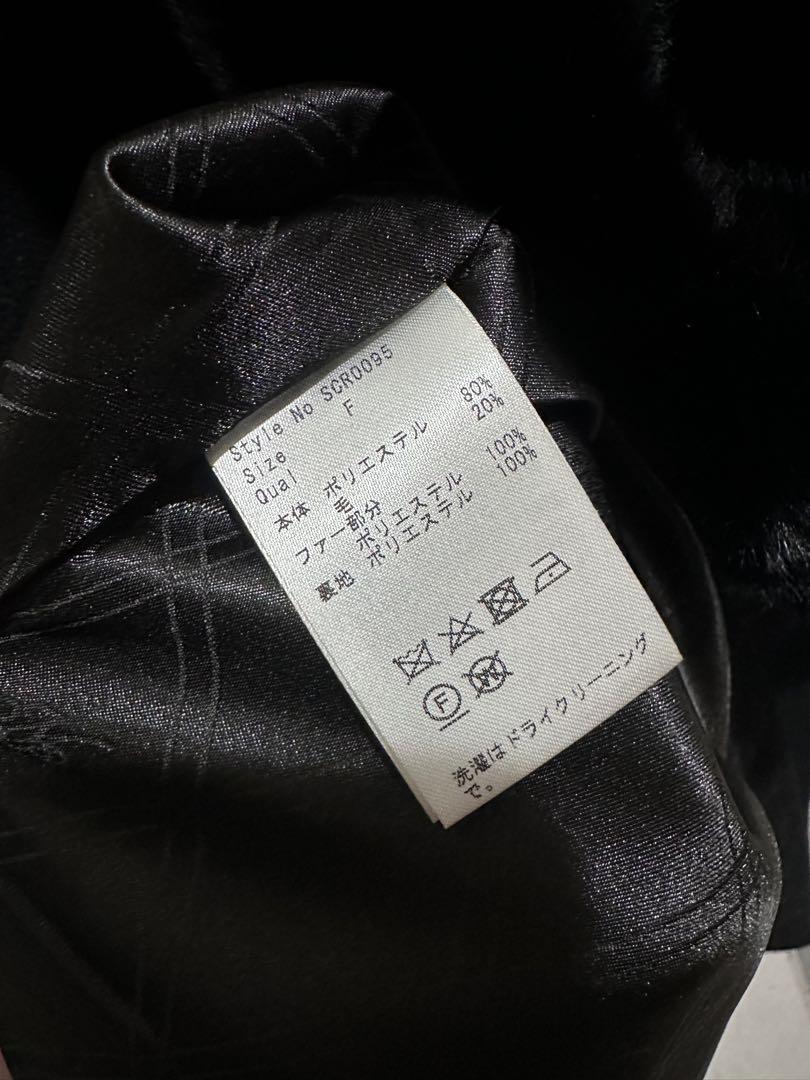 Style No SCR0095
Size F
Qual
本体 ポリエステル 80%
毛 20%
ファー部分
ポリエステル 100%
裏地 ポリエステル 100%
F
W
洗濯はドライクリーニング
で。